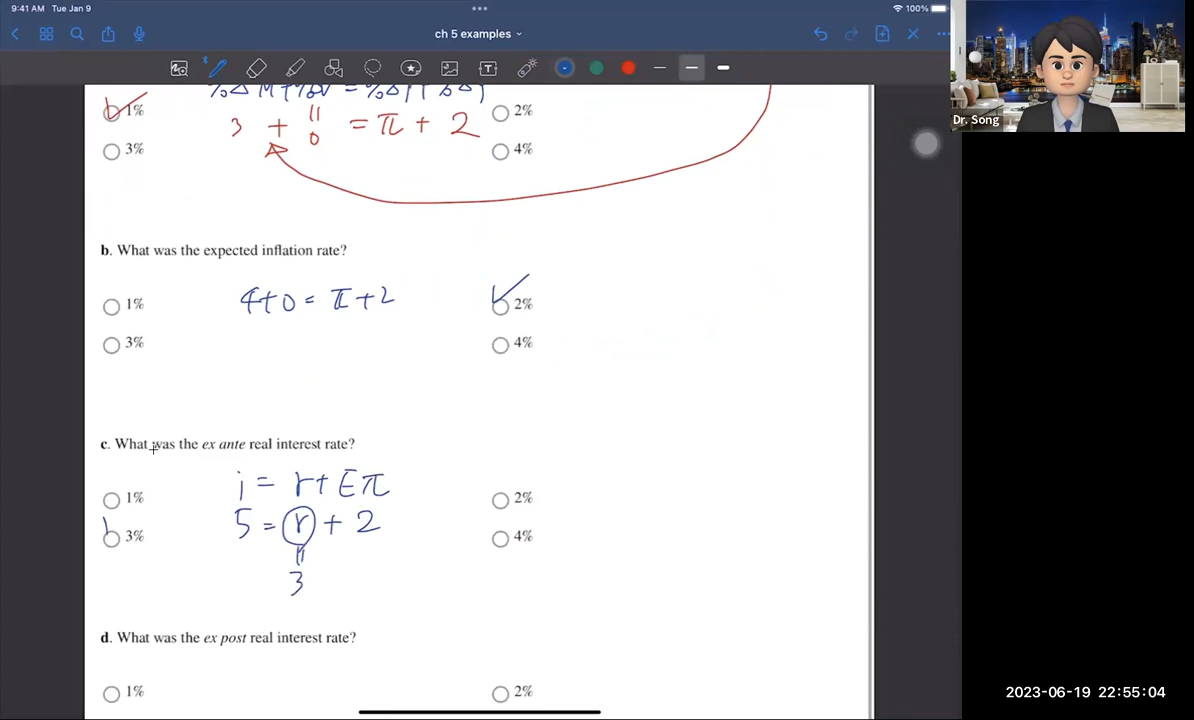 9:41 AM Tue Jan 9
100%
ch 5 examples
T
Dr. Song
1%
2%
3 + 0 = π + 2
3%
4%
b. What was the expected inflation rate?
1%
4+0 = π+2
2%
3%
4%
c. What was the ex ante real interest rate?
i = r + Eπ
1%
2%
5 = r + 2
3%
4%
3
d. What was the ex post real interest rate?
1%
2%
2023-06-19 22:55:04